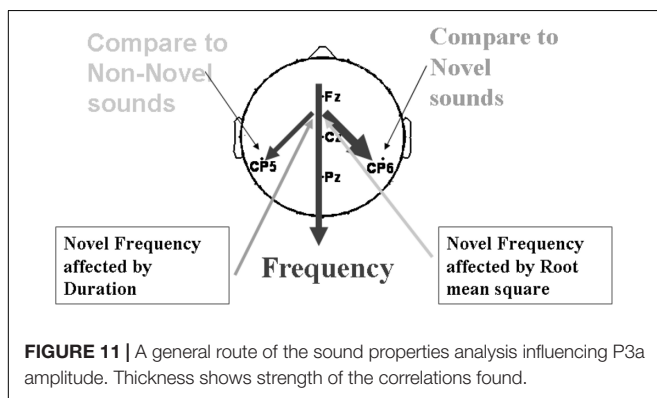 Compare to
Non-Novel
sounds
Compare to
Novel
sounds
Fz
Cz
Pz
CP5
CP6
Novel Frequency
affected by
Duration
Frequency
Novel Frequency
affected by Root
mean square
FIGURE 11 | A general route of the sound properties analysis influencing P3a
amplitude. Thickness shows strength of the correlations found.